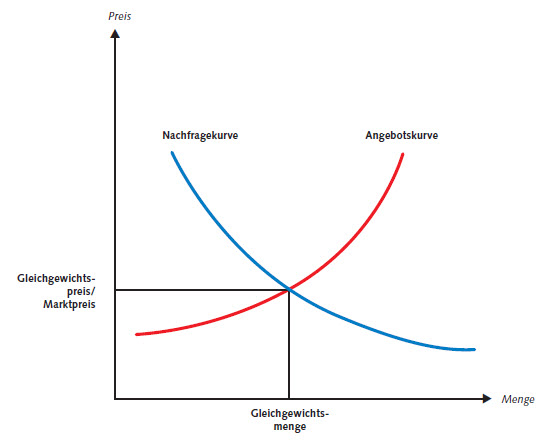 Preis
Nachfragekurve
Angebotskurve
Gleichgewichts-
preis/
Marktpreis
Menge
Gleichgewichts-
menge